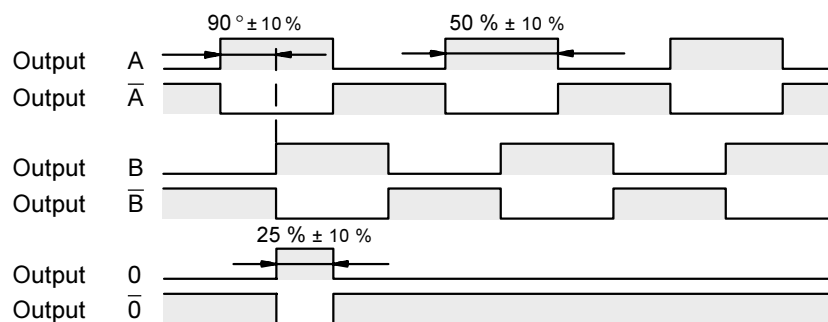 90° ± 10 % 50 % ± 10 %
Output A
Output A̅
Output B
Output B̅
25 % ± 10 %
Output 0
Output 0̅